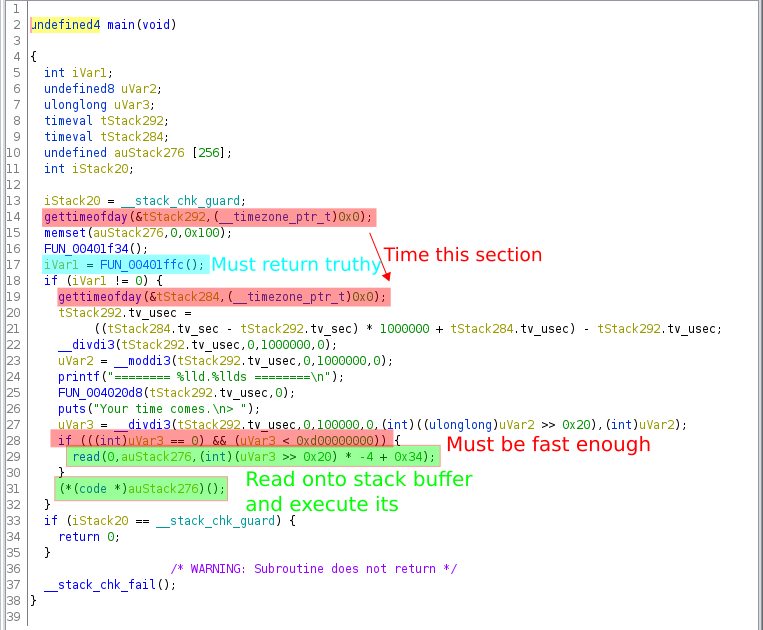 1
2 undefined4 main(void)
3
4 {
5 int iVar1;
6 undefined8 uVar2;
7 ulonglong uVar3;
8 timeval tStack292;
9 timeval tStack284;
10 undefined auStack276 [256];
11 int iStack20;
12
13 iStack20 = __stack_chk_guard;
14 gettimeofday(&tStack292,(__timezone_ptr_t)0x0);
15 memset(auStack276,0,0x100);
16 FUN_00401f34();
Time this section
17 iVar1 = FUN_00401ffc(); Must return truthy
18 if (iVar1 != 0) {
19 gettimeofday(&tStack284,(__timezone_ptr_t)0x0);
20 tStack292.tv_usec =
21 ((tStack284.tv_sec - tStack292.tv_sec) * 1000000 + tStack284.tv_usec) - tStack292.tv_usec;
22 __divdi3(tStack292.tv_usec,0,1000000,0);
23 uVar2 = __moddi3(tStack292.tv_usec,0,1000000,0);
24 printf("======== %lld.%llds ========\n");
25 FUN_004020d8(tStack292.tv_usec,0);
26 puts("Your time comes.\n> ");
27 uVar3 = __divdi3(tStack292.tv_usec,0,100000,0,(int)((ulonglong)uVar2 >> 0x20),(int)uVar2);
28 if (((int)uVar3 == 0) && (uVar3 < 0xd00000000)) {
Must be fast enough
29 read(0,auStack276,(int)(uVar3 >> 0x20) * -4 + 0x34);
30 }
Read onto stack buffer
31 (*(code *)auStack276)();
32 }
and execute its
33 if (iStack20 == __stack_chk_guard) {
34 return 0;
35 }
36 /* WARNING: Subroutine does not return */
37 __stack_chk_fail();
38 }
39